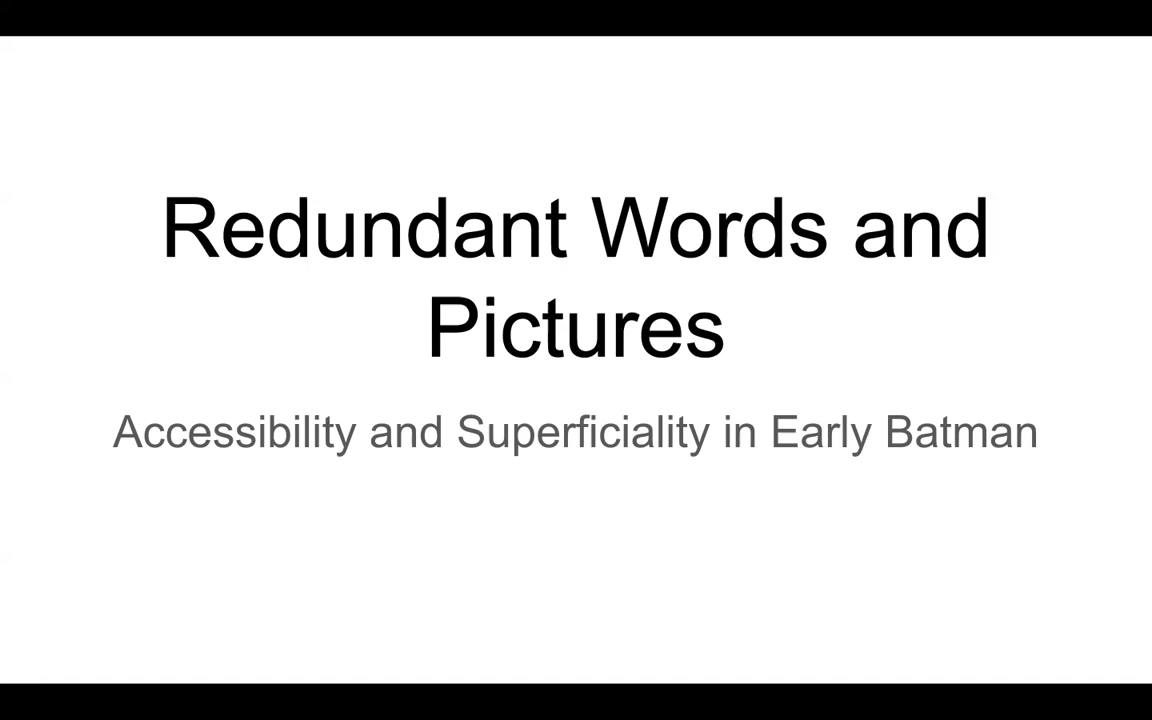 Redundant Words and
Pictures
Accessibility and Superficiality in Early Batman